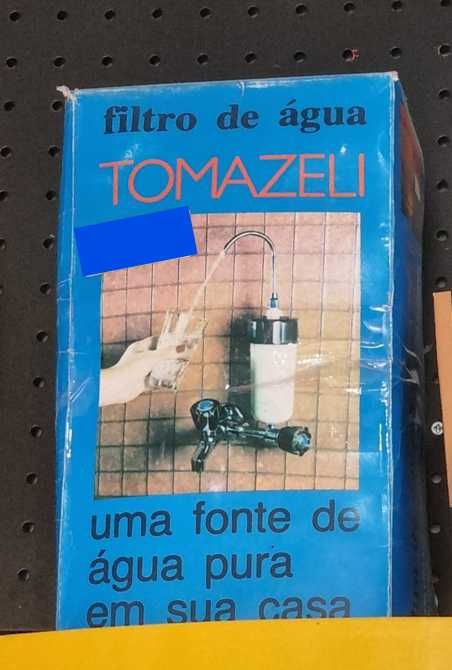 filtro de água
TOMAZELI
uma fonte de
água pura
em sua casa